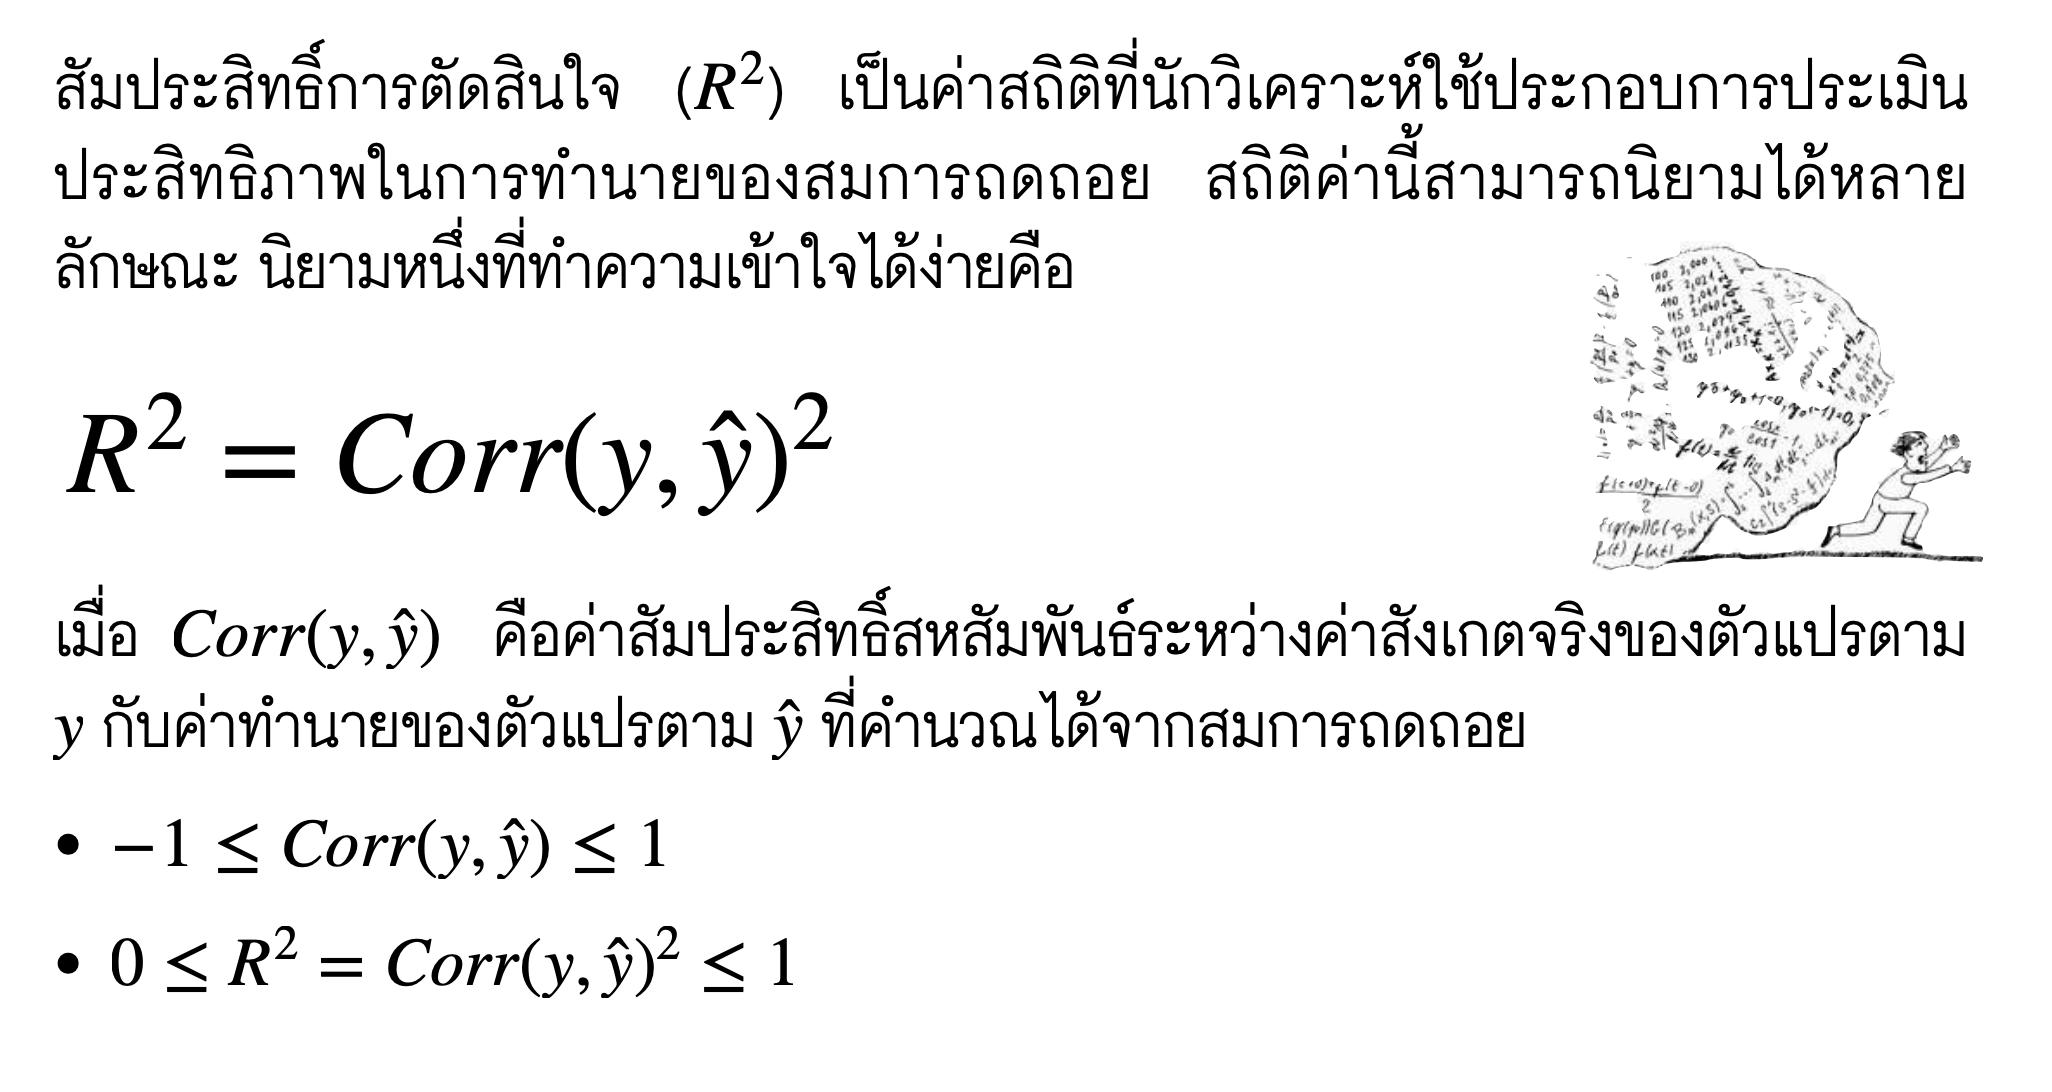 สัมประสิทธิ์การตัดสินใจ (R²) เป็นค่าสถิติที่นักวิเคราะห์ใช้ประกอบการประเมิน
ประสิทธิภาพในการทำนายของสมการถดถอย สถิติค่านี้สามารถนิยามได้หลาย
ลักษณะ นิยามหนึ่งที่ทำความเข้าใจได้ง่ายคือ
R² = Corr(y, ŷ)²
เมื่อ Corr(y, ŷ) คือค่าสัมประสิทธิ์สหสัมพันธ์ระหว่างค่าสังเกตจริงของตัวแปรตาม
y กับค่าทำนายของตัวแปรตาม ŷ ที่คำนวณได้จากสมการถดถอย
• −1 ≤ Corr(y, ŷ) ≤ 1
• 0 ≤ R² = Corr(y, ŷ)² ≤ 1